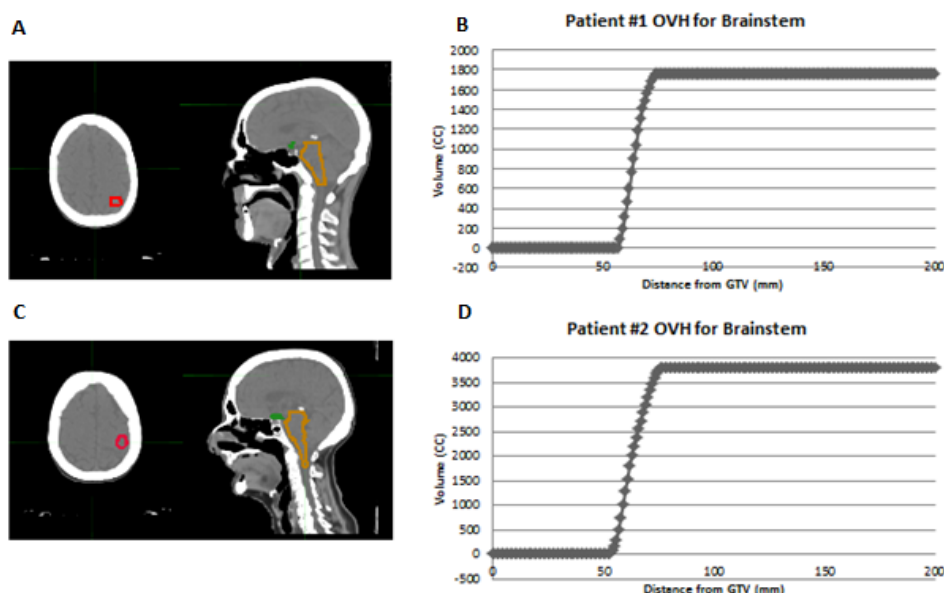 A
B
Patient #1 OVH for Brainstem
2000
1800
1600
1400
1200
1000
800
600
400
200
0
-200
Volume (CC)
0 50 100 150 200
Distance from GTV (mm)
C
D
Patient #2 OVH for Brainstem
4000
3500
3000
2500
2000
1500
1000
500
0
-500
Volume (CC)
0 50 100 150 200
Distance from GTV (mm)